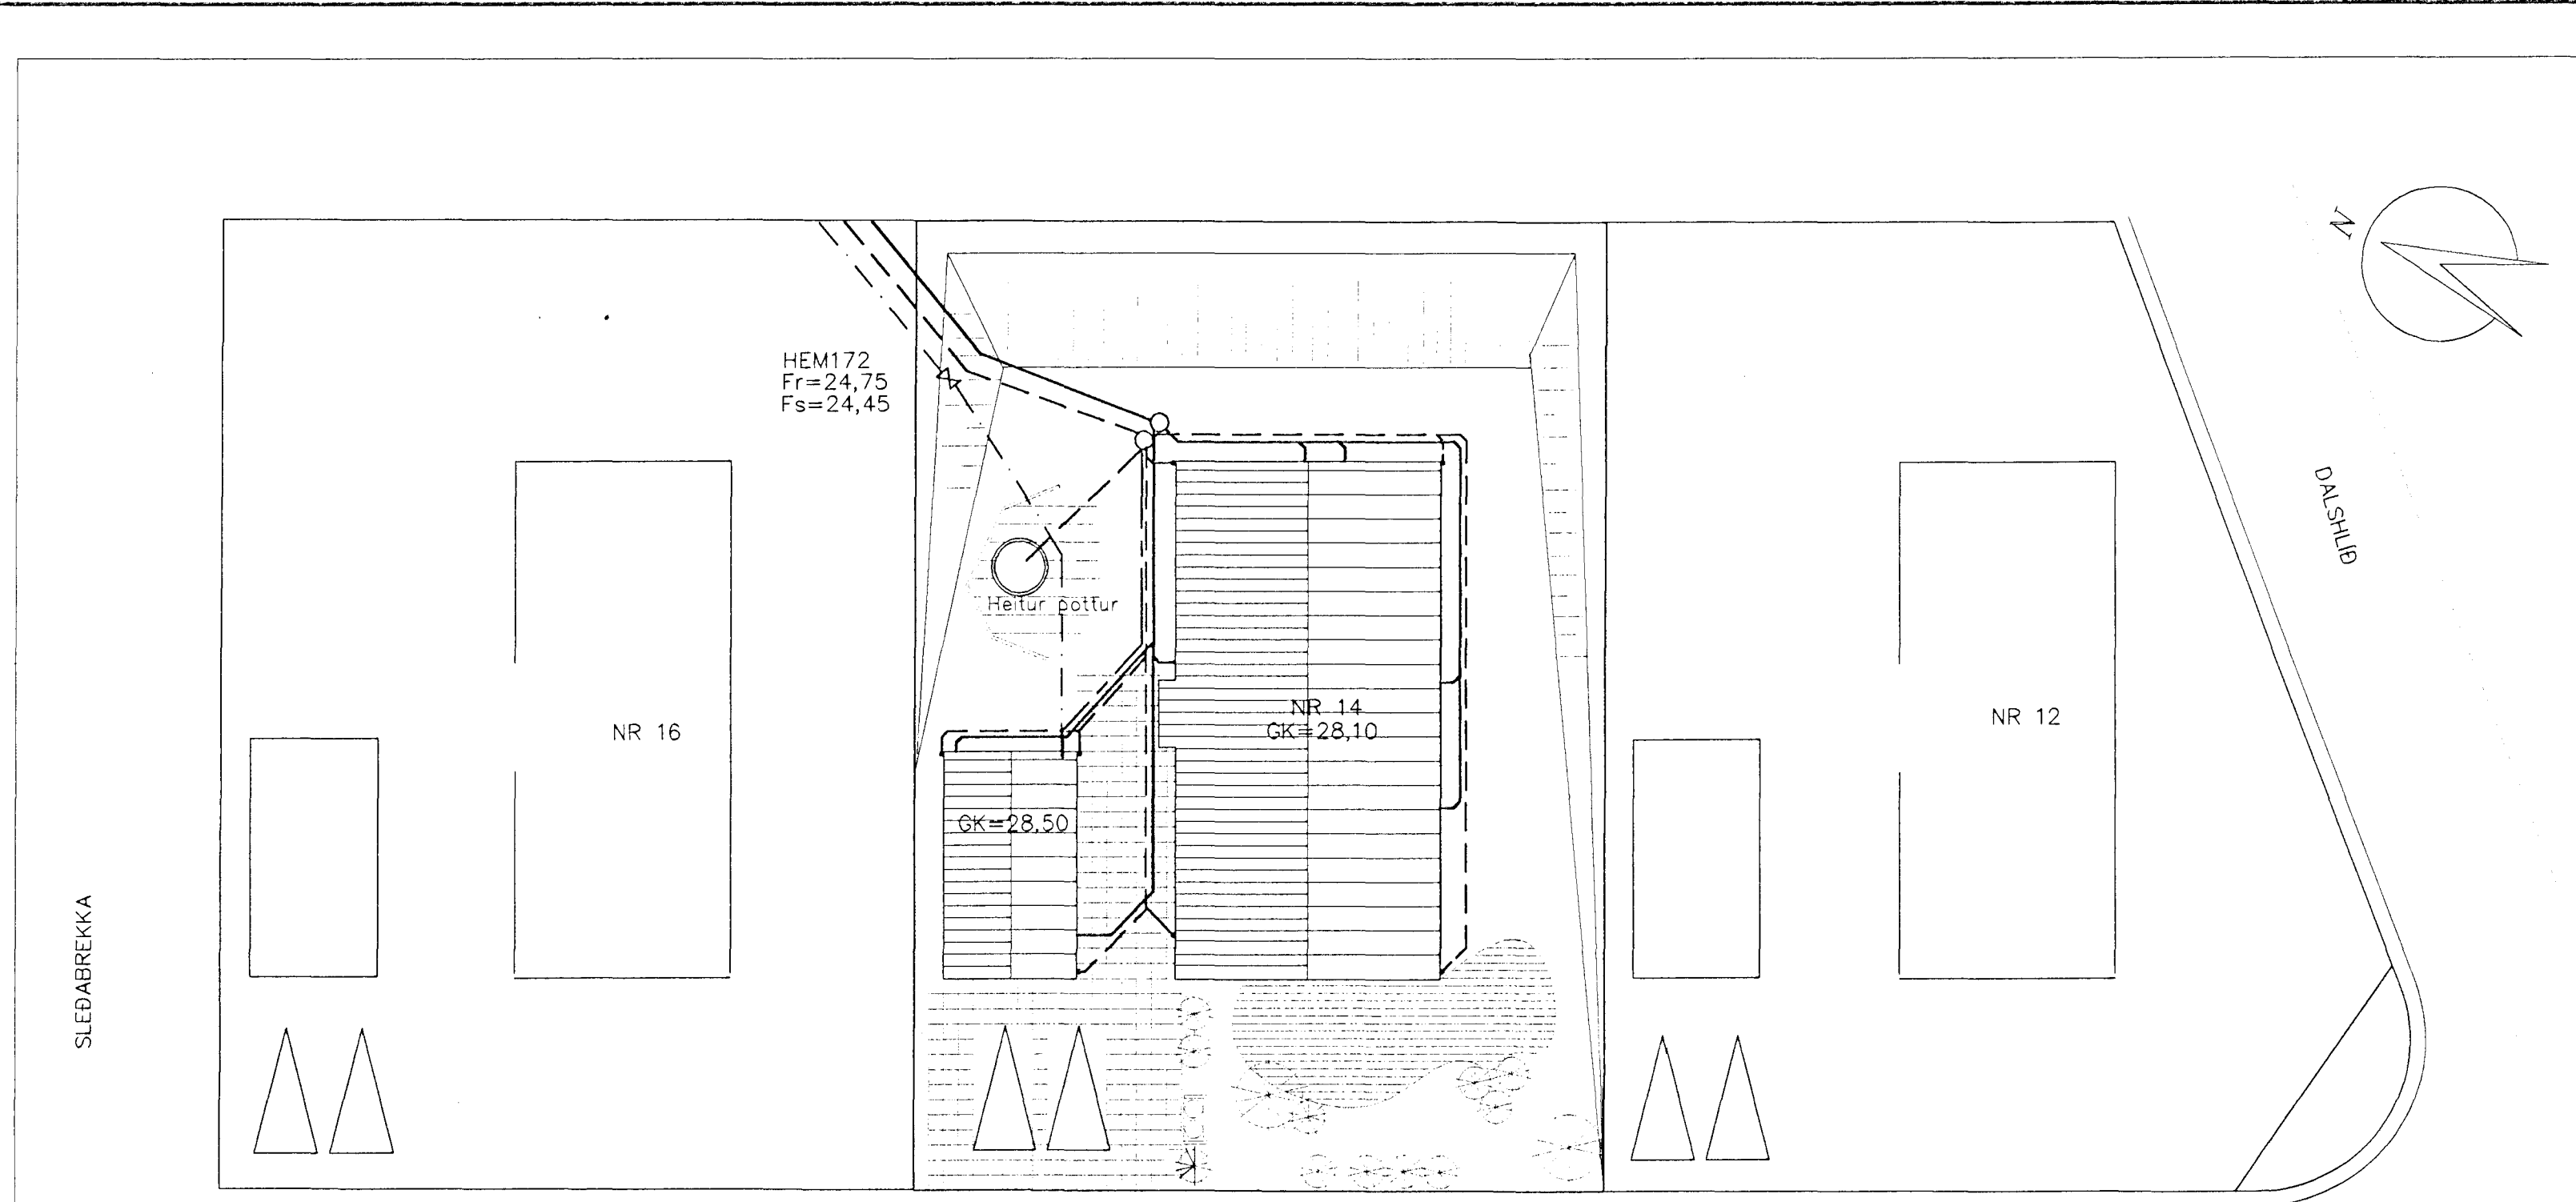 N
HEM172
Fr=24,75
Fs=24,45
DALSHLÍÐ
Heitur pottur
NR 16
NR 14
GK=28,10
NR 12
GK=28,50
SLEÐABREKKA